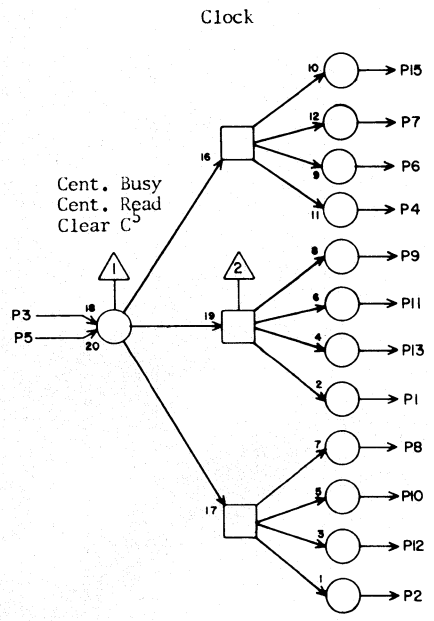 Clock
10
P15
12
P7
16
9
P6
Cent. Busy
Cent. Read
Clear C5
11
P4
1
2
8
P9
P3
18
19
6
P11
P5
20
4
P13
2
P1
7
P8
17
5
P10
3
P12
1
P2